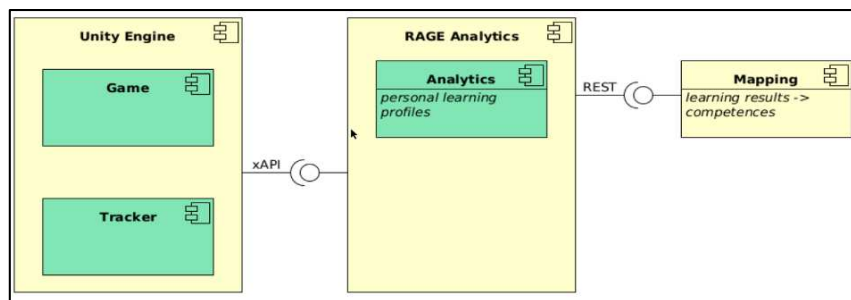 Unity Engine
Game
Tracker
xAPI
RAGE Analytics
Analytics
personal learning
profiles
REST
Mapping
learning results ->
competences